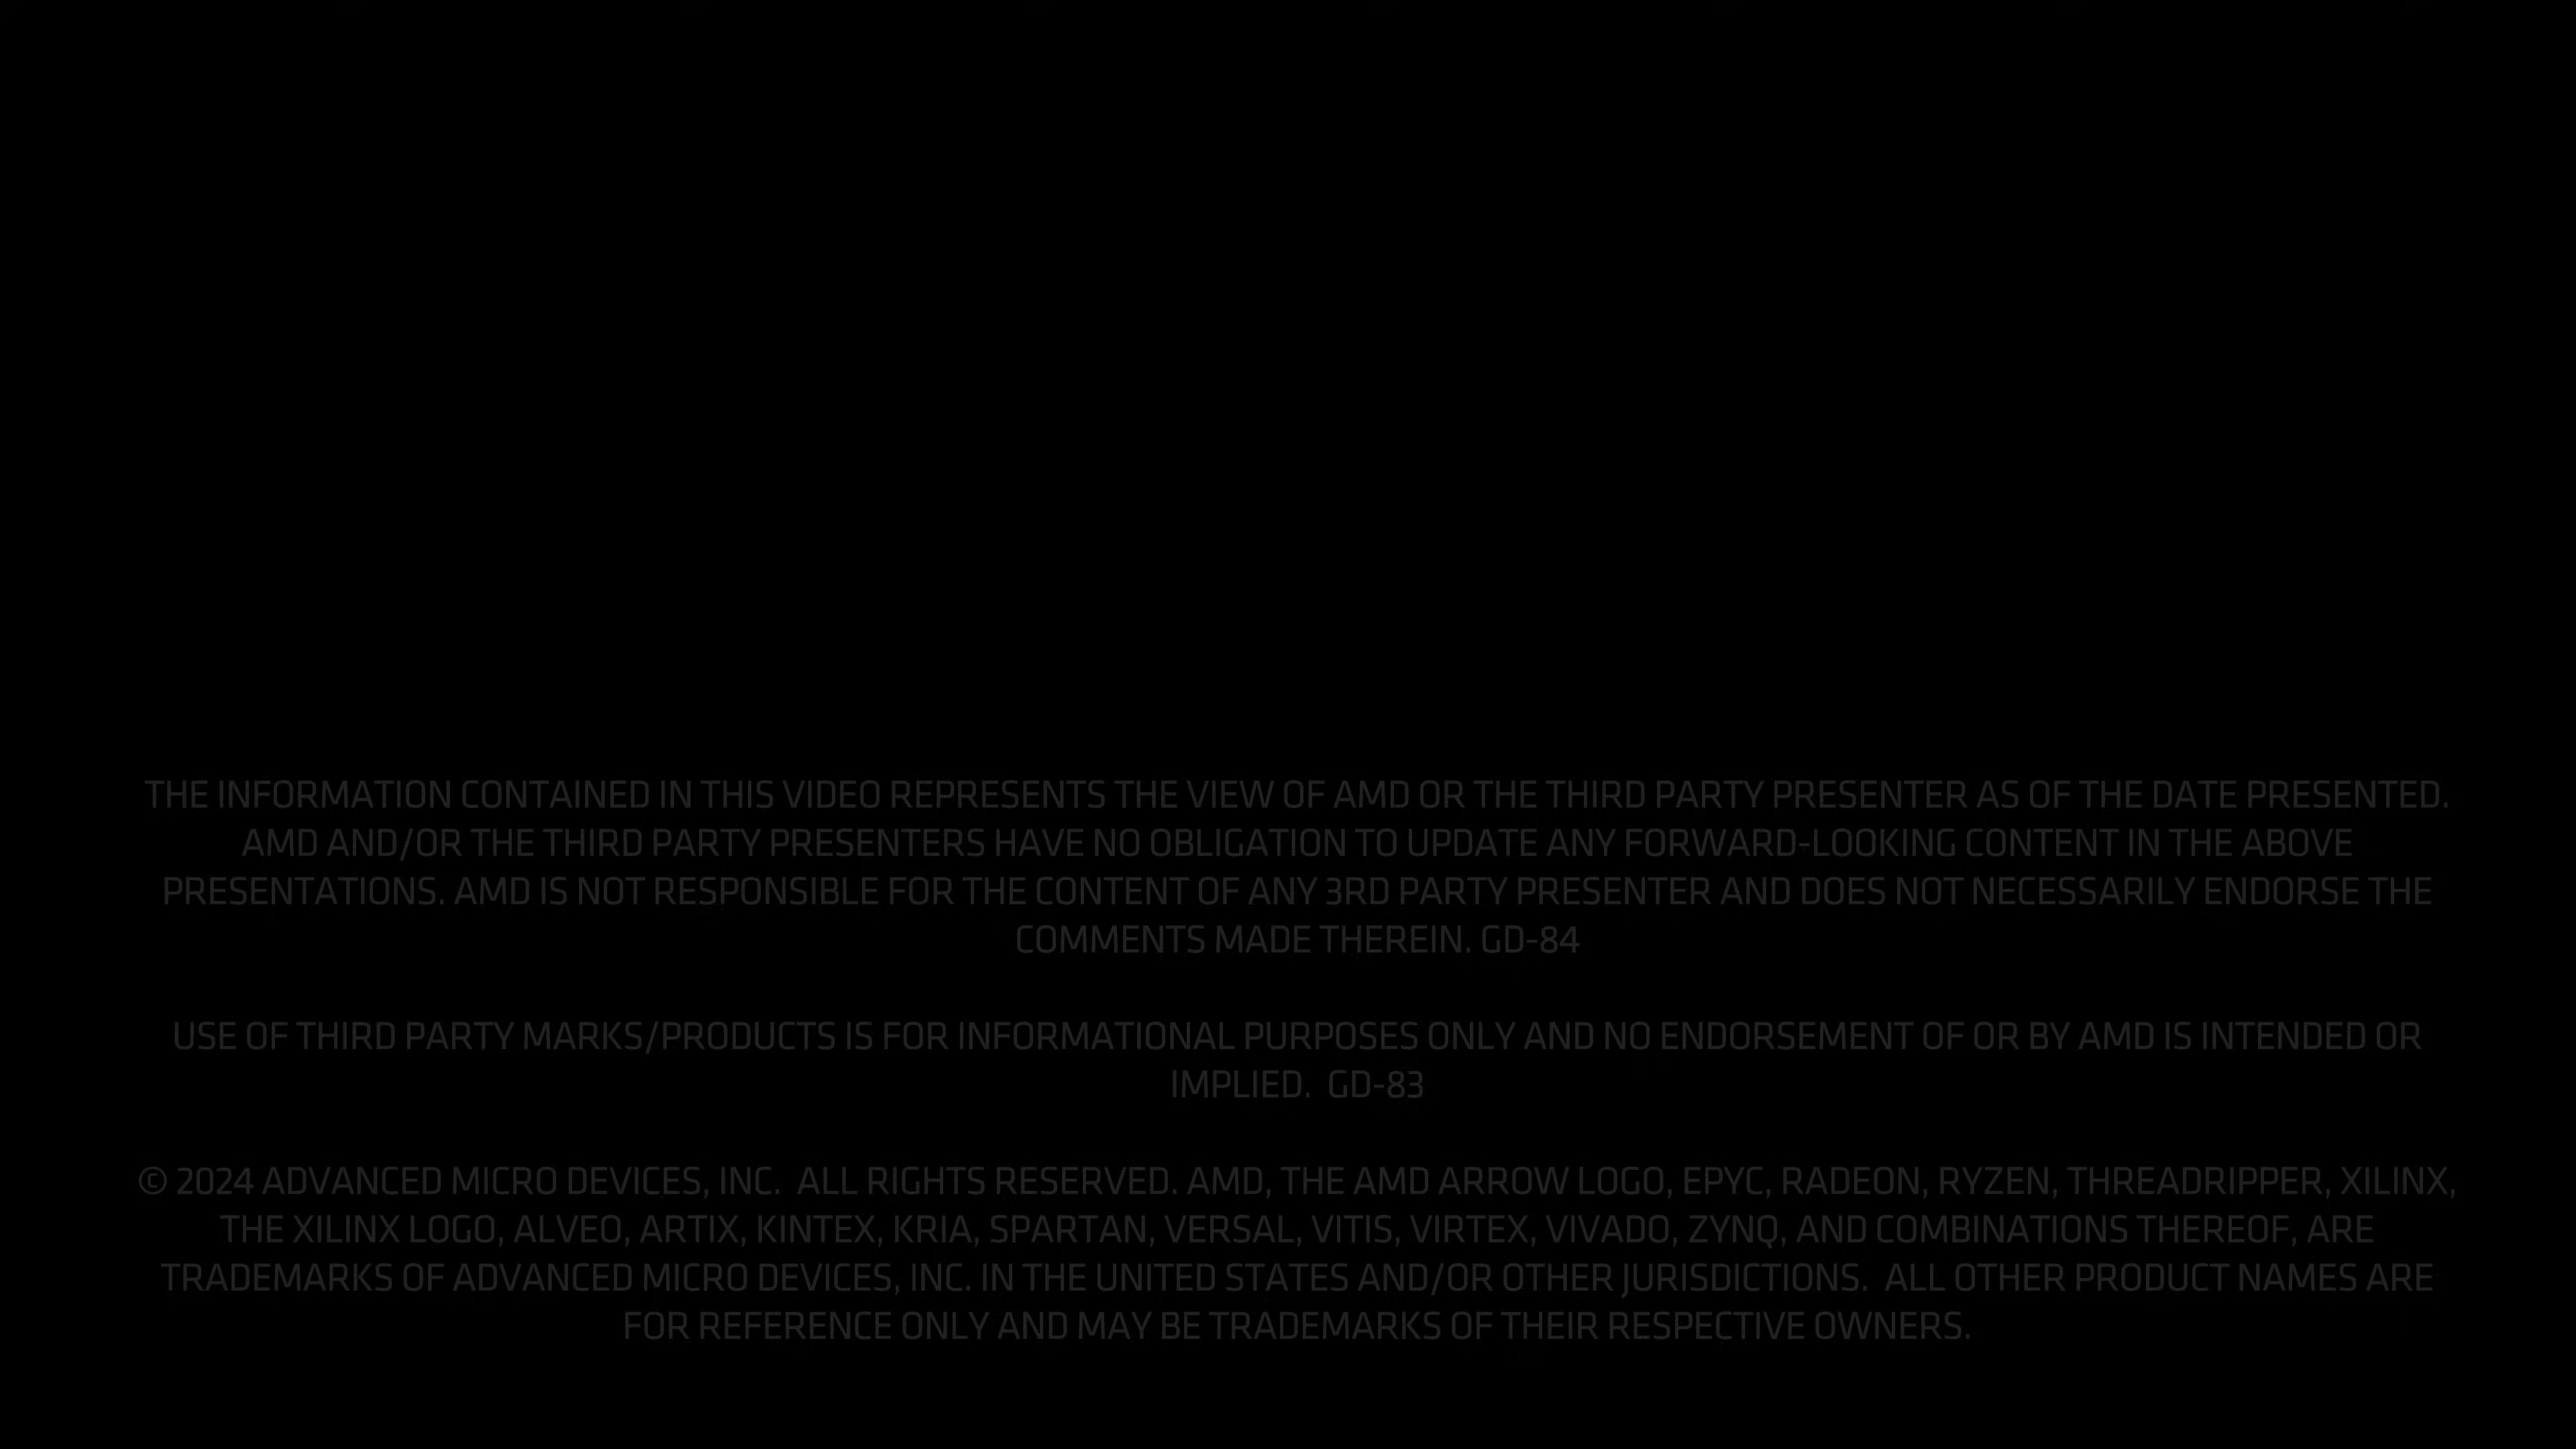 THE INFORMATION CONTAINED IN THIS VIDEO REPRESENTS THE VIEW OF AMD OR THE THIRD PARTY PRESENTER AS OF THE DATE PRESENTED.
AMD AND/OR THE THIRD PARTY PRESENTERS HAVE NO OBLIGATION TO UPDATE ANY FORWARD-LOOKING CONTENT IN THE ABOVE
PRESENTATIONS. AMD IS NOT RESPONSIBLE FOR THE CONTENT OF ANY 3RD PARTY PRESENTER AND DOES NOT NECESSARILY ENDORSE THE
COMMENTS MADE THEREIN. GD-84
USE OF THIRD PARTY MARKS/PRODUCTS IS FOR INFORMATIONAL PURPOSES ONLY AND NO ENDORSEMENT OF OR BY AMD IS INTENDED OR
IMPLIED.  GD-83
© 2024 ADVANCED MICRO DEVICES, INC.  ALL RIGHTS RESERVED. AMD, THE AMD ARROW LOGO, EPYC, RADEON, RYZEN, THREADRIPPER, XILINX,
THE XILINX LOGO, ALVEO, ARTIX, KINTEX, KRIA, SPARTAN, VERSAL, VITIS, VIRTEX, VIVADO, ZYNQ, AND COMBINATIONS THEREOF, ARE
TRADEMARKS OF ADVANCED MICRO DEVICES, INC. IN THE UNITED STATES AND/OR OTHER JURISDICTIONS.  ALL OTHER PRODUCT NAMES ARE
FOR REFERENCE ONLY AND MAY BE TRADEMARKS OF THEIR RESPECTIVE OWNERS.